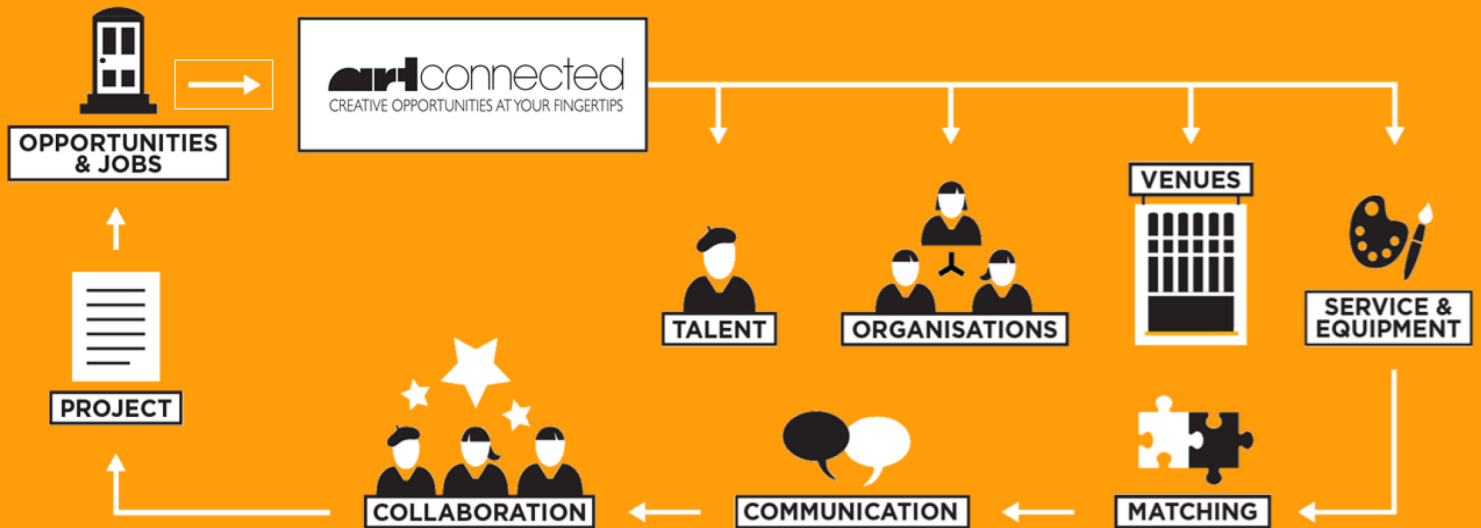 OPPORTUNITIES
& JOBS
artconnected
CREATIVE OPPORTUNITIES AT YOUR FINGERTIPS
TALENT
ORGANISATIONS
VENUES
SERVICE &
EQUIPMENT
MATCHING
COMMUNICATION
COLLABORATION
PROJECT